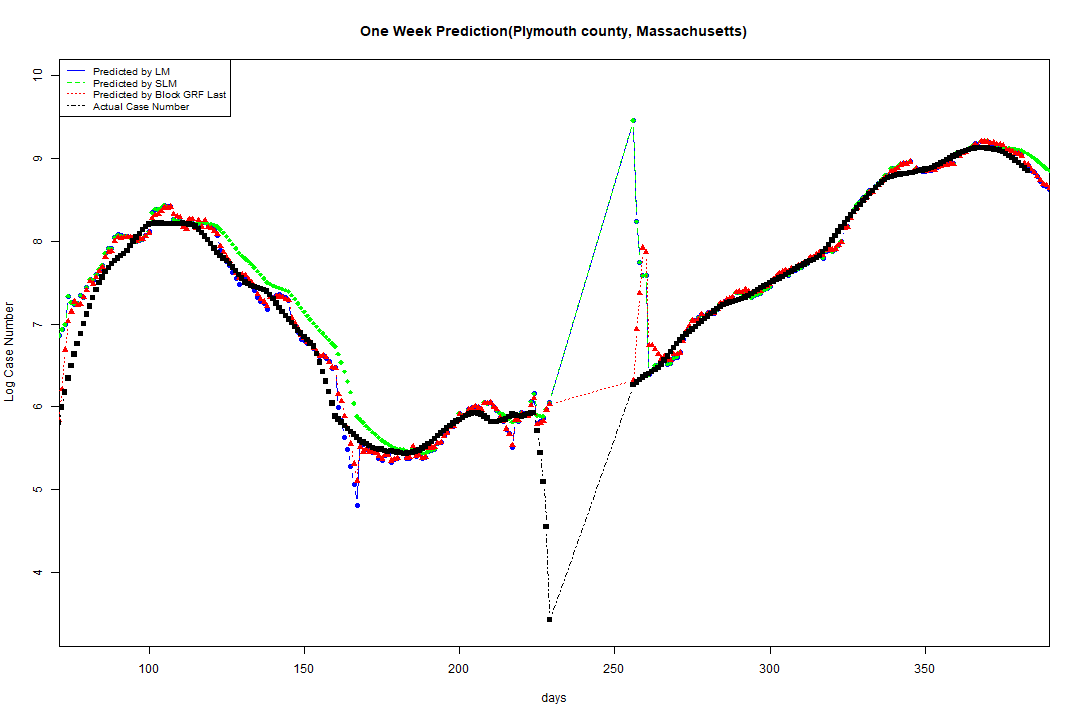 One Week Prediction(Plymouth county, Massachusetts)
Predicted by LM
Predicted by SLM
Predicted by Block GRF Last
Actual Case Number
Log Case Number
10
9
8
7
6
5
4
100 150 200 250 300 350
days